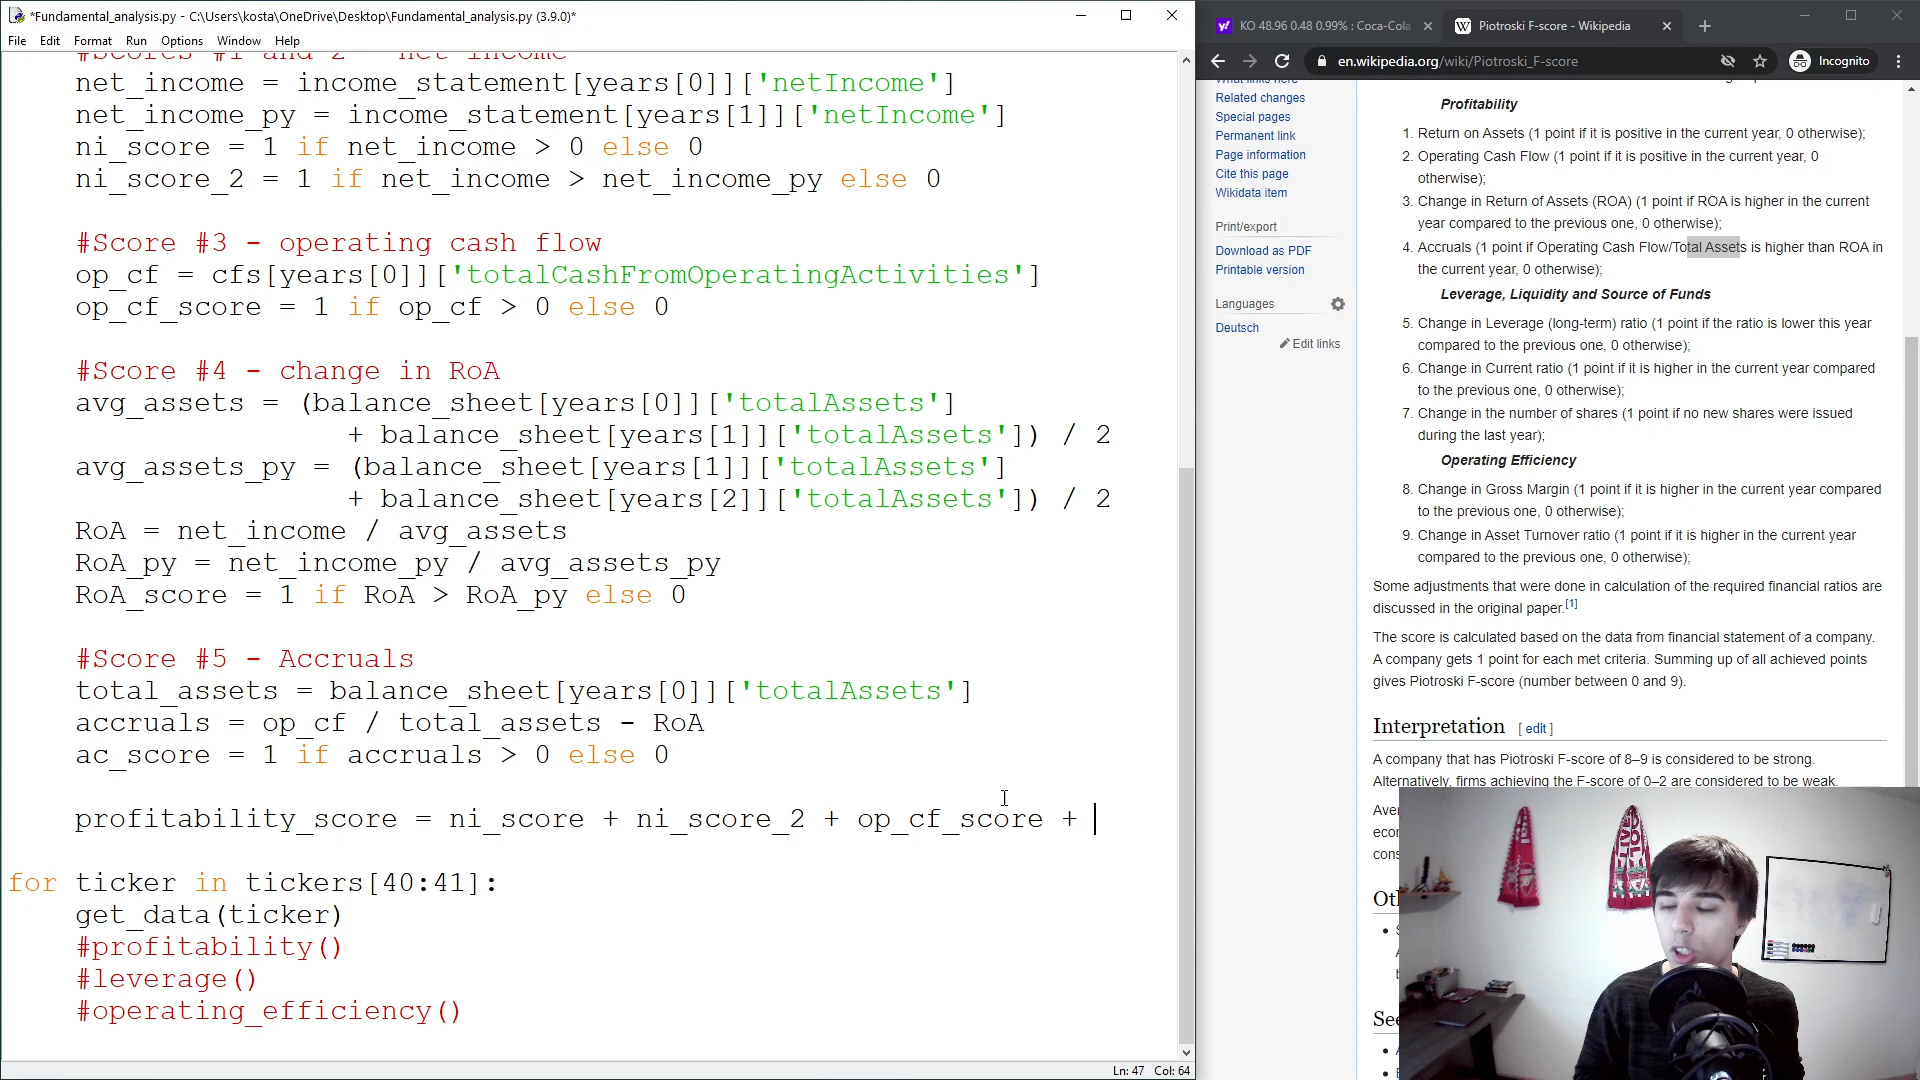 *Fundamental_analysis.py - C:\Users\kosta\OneDrive\Desktop\Fundamental_analysis.py (3.9.0)*
File Edit Format Run Options Window Help
#Scores #1 and 2 - net income
net_income = income_statement[years[0]]['netIncome']
net_income_py = income_statement[years[1]]['netIncome']
ni_score = 1 if net_income > 0 else 0
ni_score_2 = 1 if net_income > net_income_py else 0
#Score #3 - operating cash flow
op_cf = cfs[years[0]]['totalCashFromOperatingActivities']
op_cf_score = 1 if op_cf > 0 else 0
#Score #4 - change in RoA
avg_assets = (balance_sheet[years[0]]['totalAssets']
+ balance_sheet[years[1]]['totalAssets']) / 2
avg_assets_py = (balance_sheet[years[1]]['totalAssets']
+ balance_sheet[years[2]]['totalAssets']) / 2
RoA = net_income / avg_assets
RoA_py = net_income_py / avg_assets_py
RoA_score = 1 if RoA > RoA_py else 0
#Score #5 - Accruals
total_assets = balance_sheet[years[0]]['totalAssets']
accruals = op_cf / total_assets - RoA
ac_score = 1 if accruals > 0 else 0
profitability_score = ni_score + ni_score_2 + op_cf_score +
for ticker in tickers[40:41]:
get_data(ticker)
#profitability()
#leverage()
#operating_efficiency()
Ln: 47 Col: 64
KO 48.96 0.48 0.99% : Coca-Cola
Piotroski F-score - Wikipedia
en.wikipedia.org/wiki/Piotroski_F-score
Incognito
What links here
Related changes
Special pages
Permanent link
Page information
Cite this page
Wikidata item
Print/export
Download as PDF
Printable version
Languages
Deutsch
Edit links
Profitability
1. Return on Assets (1 point if it is positive in the current year, 0 otherwise);
2. Operating Cash Flow (1 point if it is positive in the current year, 0
otherwise);
3. Change in Return of Assets (ROA) (1 point if ROA is higher in the current
year compared to the previous one, 0 otherwise);
4. Accruals (1 point if Operating Cash Flow/Total Assets is higher than ROA in
the current year, 0 otherwise);
Leverage, Liquidity and Source of Funds
5. Change in Leverage (long-term) ratio (1 point if the ratio is lower this year
compared to the previous one, 0 otherwise);
6. Change in Current ratio (1 point if it is higher in the current year compared
to the previous one, 0 otherwise);
7. Change in the number of shares (1 point if no new shares were issued
during the last year);
Operating Efficiency
8. Change in Gross Margin (1 point if it is higher in the current year compared
to the previous one, 0 otherwise);
9. Change in Asset Turnover ratio (1 point if it is higher in the current year
compared to the previous one, 0 otherwise);
Some adjustments that were done in calculation of the required financial ratios are
discussed in the original paper.[1]
The score is calculated based on the data from financial statement of a company.
A company gets 1 point for each met criteria. Summing up of all achieved points
gives Piotroski F-score (number between 0 and 9).
Interpretation [ edit ]
A company that has Piotroski F-score of 8–9 is considered to be strong.
Alternatively, firms achieving the F-score of 0–2 are considered to be weak.